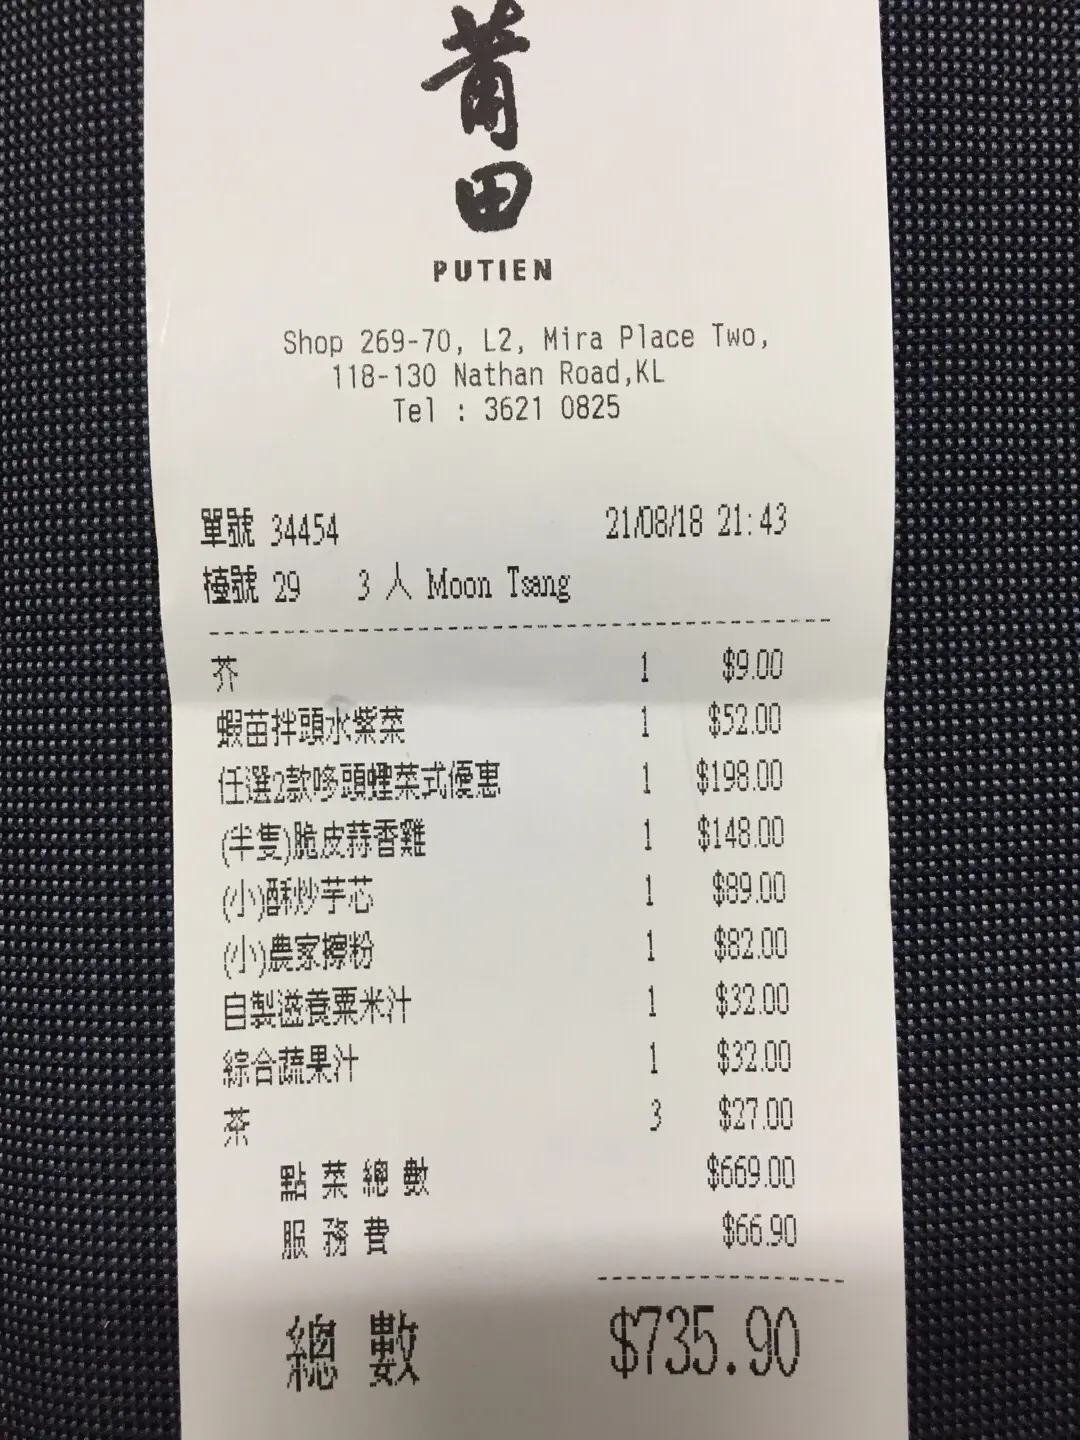 莆
田
PUTIEN
Shop 269-70, L2, Mira Place Two,
118-130 Nathan Road,KL
Tel : 3621 0825
單號 34454 21/08/18 21:43
檯號 29 3 人 Moon Tsang
芥 1 $9.00
蝦苗拌頭水紫菜 1 $52.00
任選2款哆頭蟶菜式優惠 1 $198.00
(半隻)脆皮蒜香雞 1 $148.00
(小)酥炒芋芯 1 $89.00
(小)農家擦粉 1 $82.00
自製滋養粟米汁 1 $32.00
綜合蔬果汁 1 $32.00
茶 3 $27.00
點菜總數 $669.00
服務費 $66.90
總數 $735.90